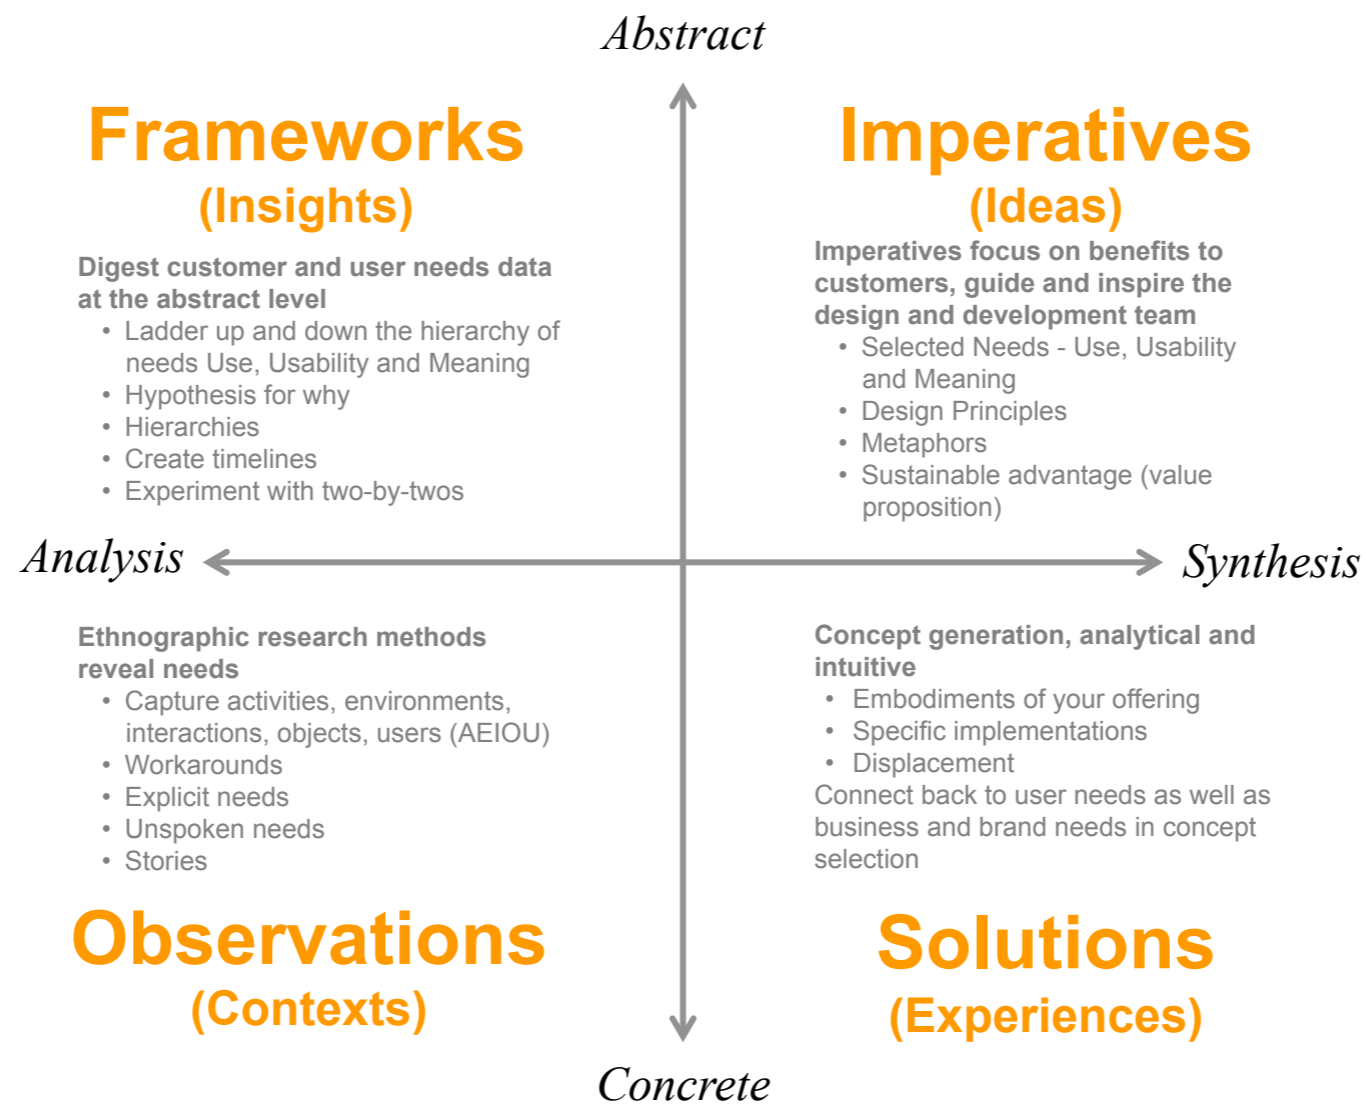 Abstract
Frameworks
(Insights)
Digest customer and user needs data
at the abstract level
• Ladder up and down the hierarchy of
needs Use, Usability and Meaning
• Hypothesis for why
• Hierarchies
• Create timelines
• Experiment with two-by-twos
Imperatives
(Ideas)
Imperatives focus on benefits to
customers, guide and inspire the
design and development team
• Selected Needs - Use, Usability
and Meaning
• Design Principles
• Metaphors
• Sustainable advantage (value
proposition)
Analysis
Synthesis
Ethnographic research methods
reveal needs
• Capture activities, environments,
interactions, objects, users (AEIOU)
• Workarounds
• Explicit needs
• Unspoken needs
• Stories
Observations
(Contexts)
Concept generation, analytical and
intuitive
• Embodiments of your offering
• Specific implementations
• Displacement
Connect back to user needs as well as
business and brand needs in concept
selection
Solutions
(Experiences)
Concrete